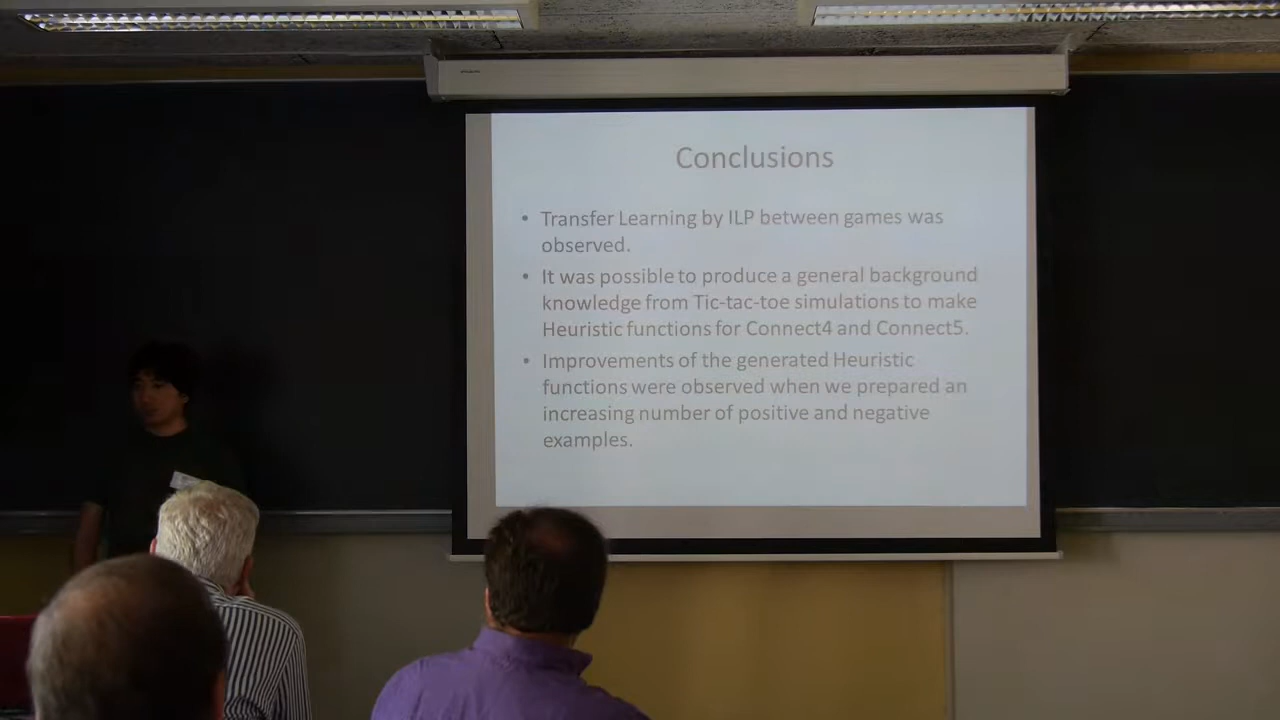 Conclusions
• Transfer Learning by ILP between games was
observed.
• It was possible to produce a general background
knowledge from Tic-tac-toe simulations to make
Heuristic functions for Connect4 and Connect5.
• Improvements of the generated Heuristic
functions were observed when we prepared an
increasing number of positive and negative
examples.